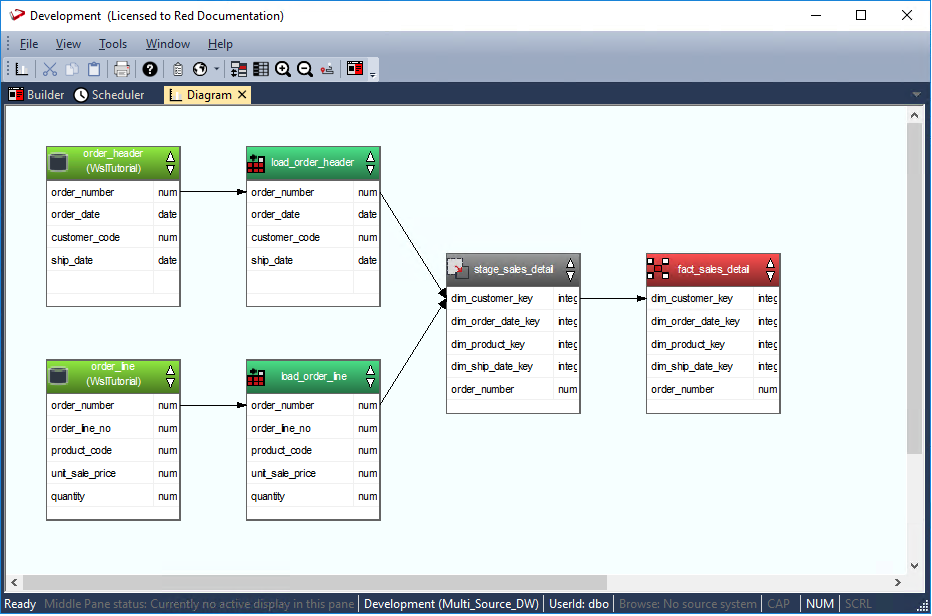 Development (Licensed to Red Documentation)
File View Tools Window Help
Builder Scheduler Diagram
order_header
(WslTutorial)
order_number num
order_date date
customer_code num
ship_date date
load_order_header
order_number num
order_date date
customer_code num
ship_date date
stage_sales_detail
dim_customer_key integ
dim_order_date_key integ
dim_product_key integ
dim_ship_date_key integ
order_number num
fact_sales_detail
dim_customer_key integ
dim_order_date_key integ
dim_product_key integ
dim_ship_date_key integ
order_number num
order_line
(WslTutorial)
order_number num
order_line_no num
product_code num
unit_sale_price num
quantity num
load_order_line
order_number num
order_line_no num
product_code num
unit_sale_price num
quantity num
Ready Middle Pane status: Currently no active display in this pane Development (Multi_Source_DW) UserId: dbo Browse: No source system CAP NUM SCRL